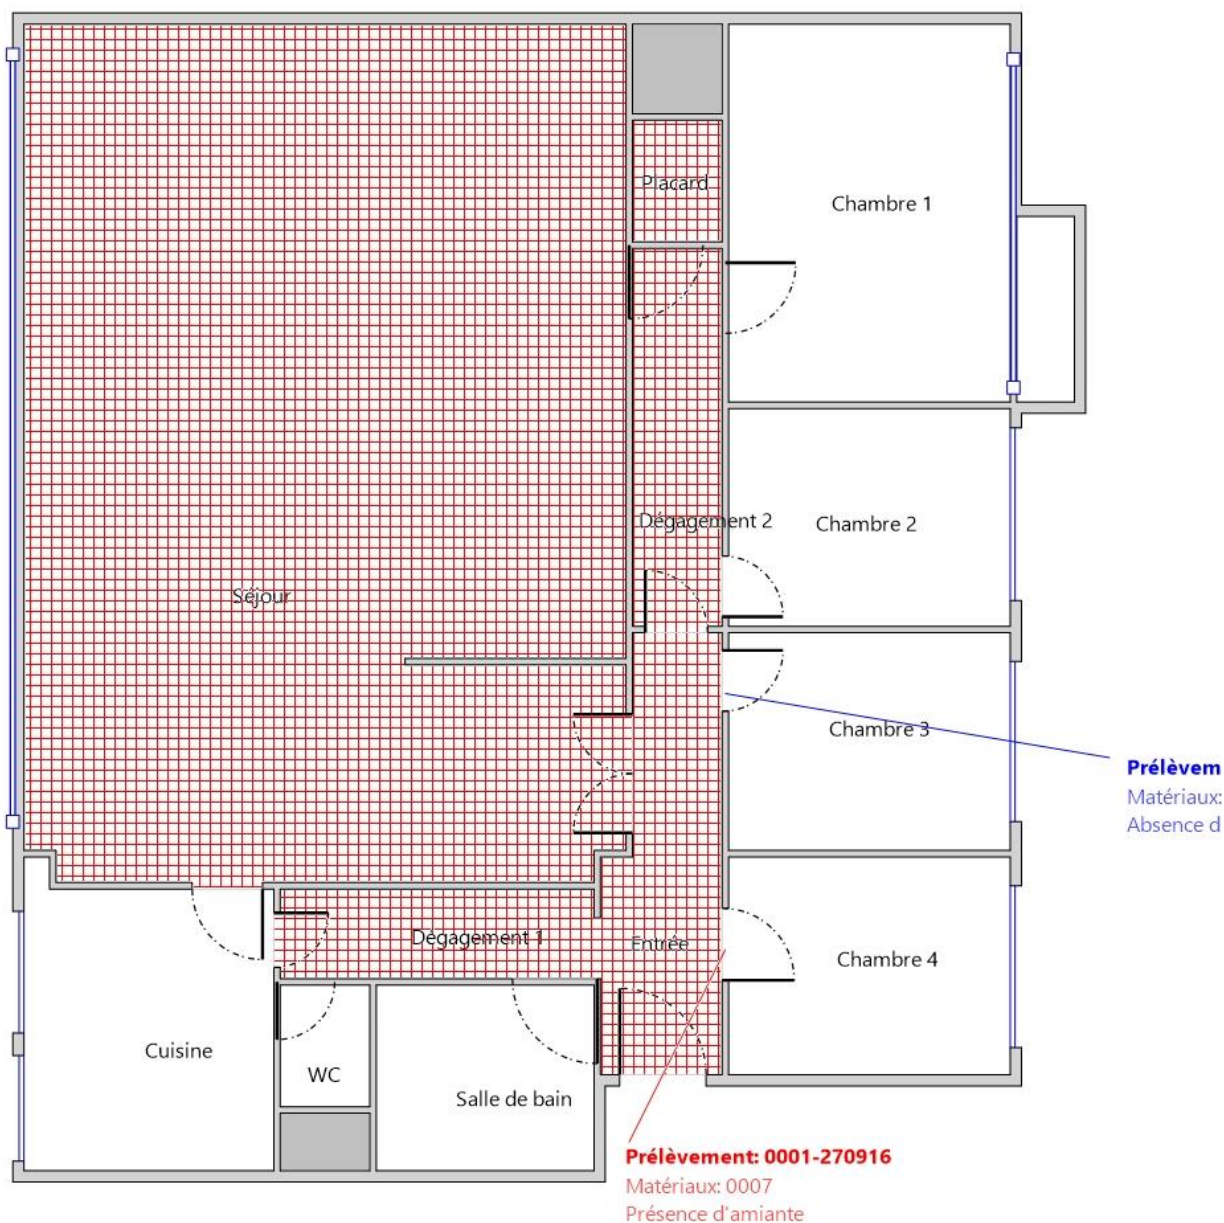 Placard
Chambre 1
Dégagement 2
Chambre 2
Séjour
Chambre 3
Prélèvem
Matériaux:
Absence d
Dégagement 1
Entrée
Chambre 4
Cuisine
WC
Salle de bain
Prélèvement: 0001-270916
Matériaux: 0007
Présence d'amiante